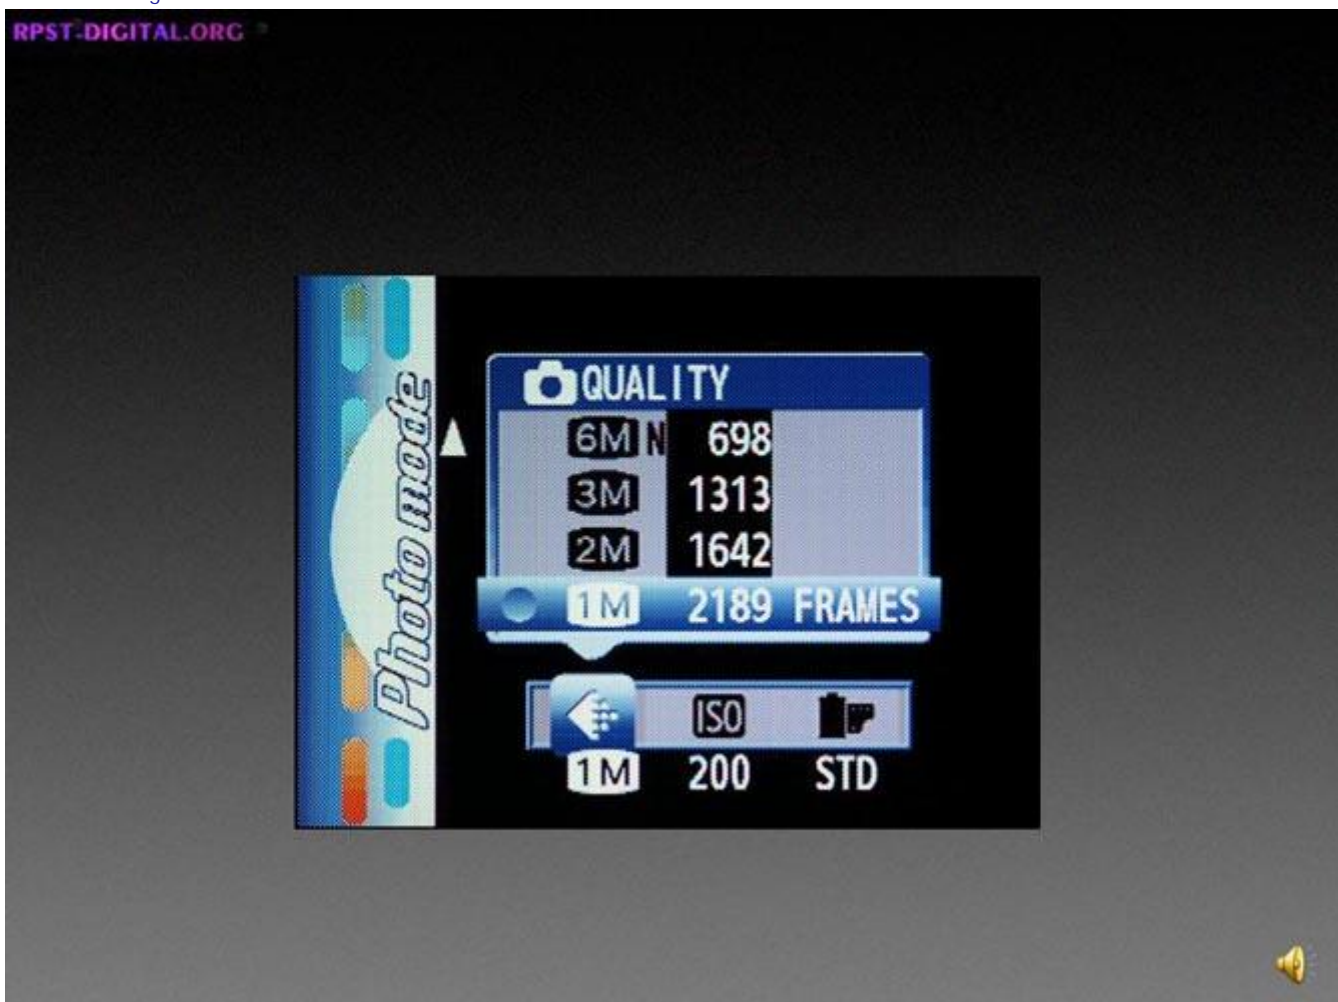 RPST-DIGITAL.ORG
Photo mode
QUALITY
6M N 698
3M 1313
2M 1642
1M 2189 FRAMES
ISO
1M 200 STD